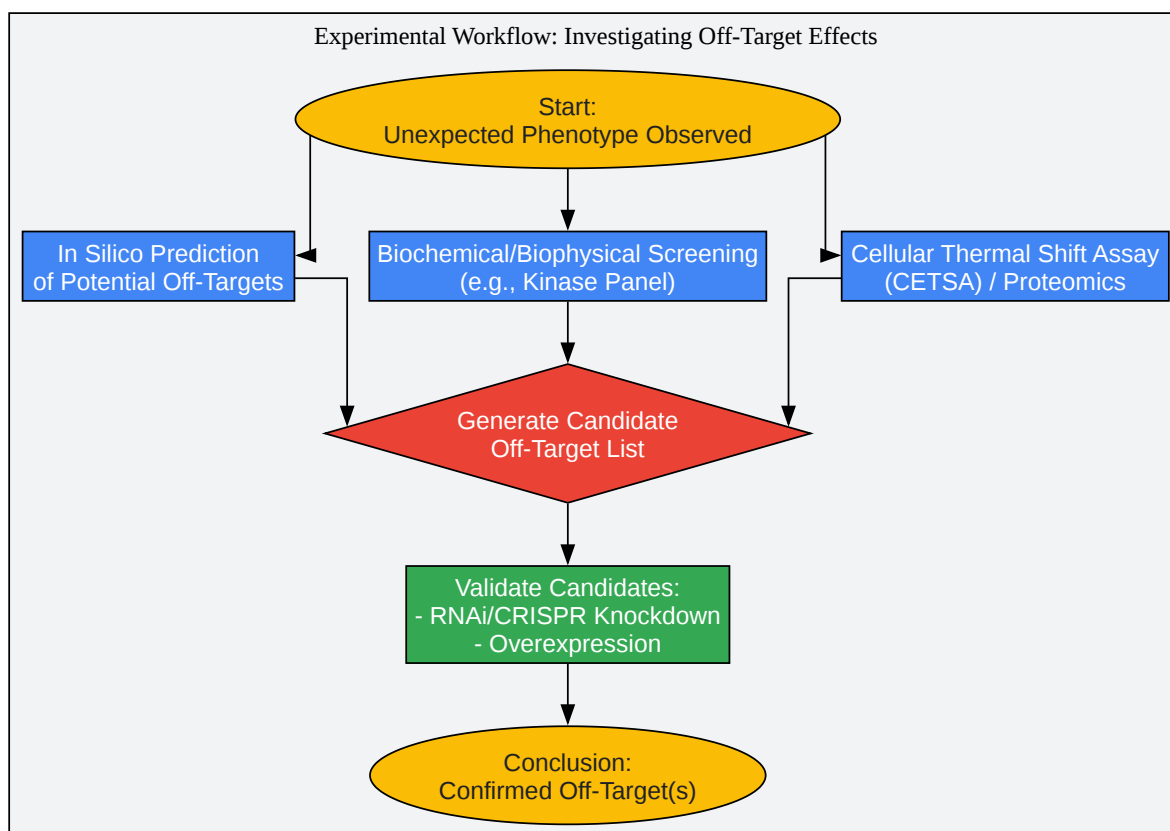 Experimental Workflow: Investigating Off-Target Effects
Start:
Unexpected Phenotype Observed
In Silico Prediction
of Potential Off-Targets
Biochemical/Biophysical Screening
(e.g., Kinase Panel)
Cellular Thermal Shift Assay
(CETSA) / Proteomics
Generate Candidate
Off-Target List
Validate Candidates:
- RNAi/CRISPR Knockdown
- Overexpression
Conclusion:
Confirmed Off-Target(s)